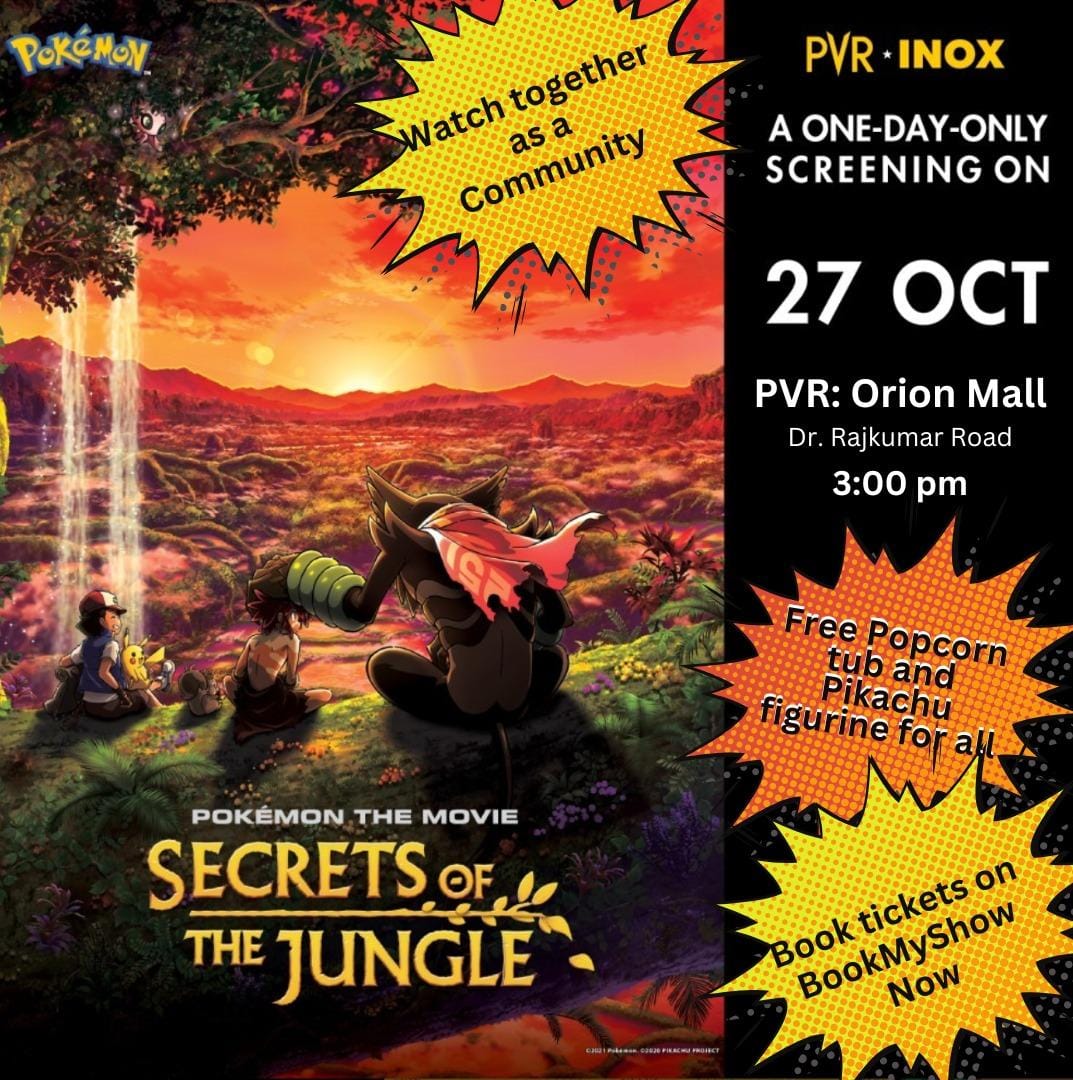 POKÉMON
TM
Watch together
as a
Community
PVR * INOX
A ONE-DAY-ONLY
SCREENING ON
27 OCT
PVR: Orion Mall
Dr. Rajkumar Road
3:00 pm
Free Popcorn
tub and
Pikachu
figurine for all
Book tickets on
BookMyShow
Now
POKÉMON THE MOVIE
SECRETS OF
THE JUNGLE
©2021 Pokémon. ©2020 PIKACHU PROJECT